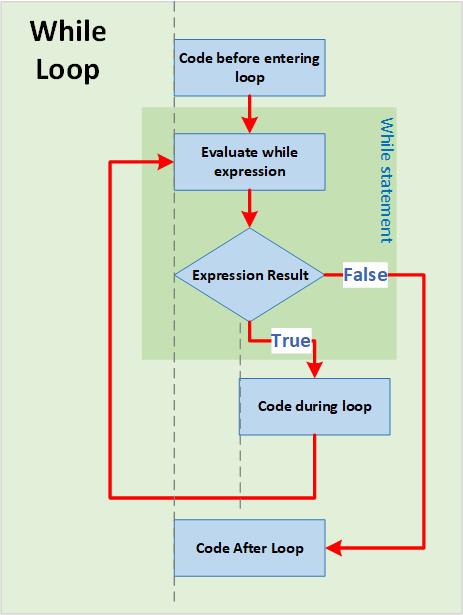 While
Loop
Code before entering
loop
Evaluate while
expression
While statement
Expression Result
False
True
Code during loop
Code After Loop